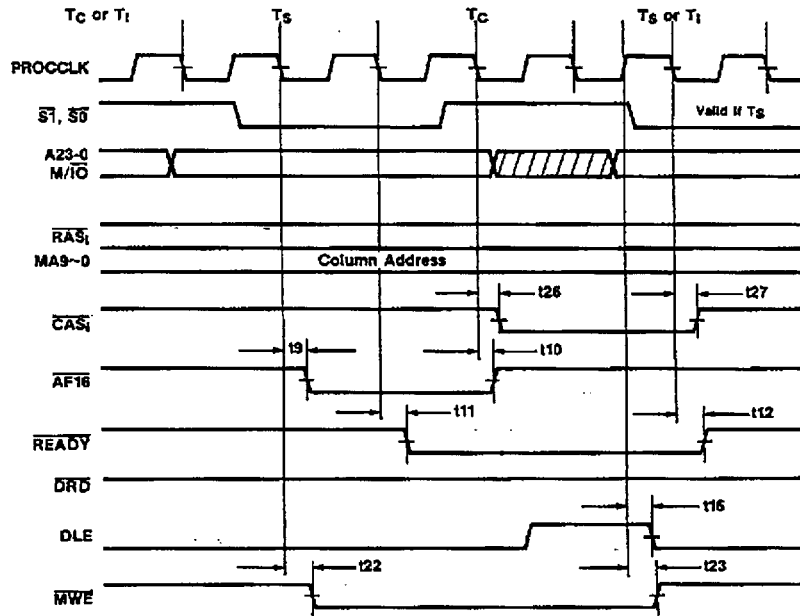 T̅C or TI TS TC TS or TI
PROCCLK
S1, S0 Valid if TS
A23-0
M/IO
RASi
MA9~0 Column Address
t26 t27
CASi
t9 t10
AF16
t11 t12
READY
DRD
t16
DLE
t22 t23
MWE